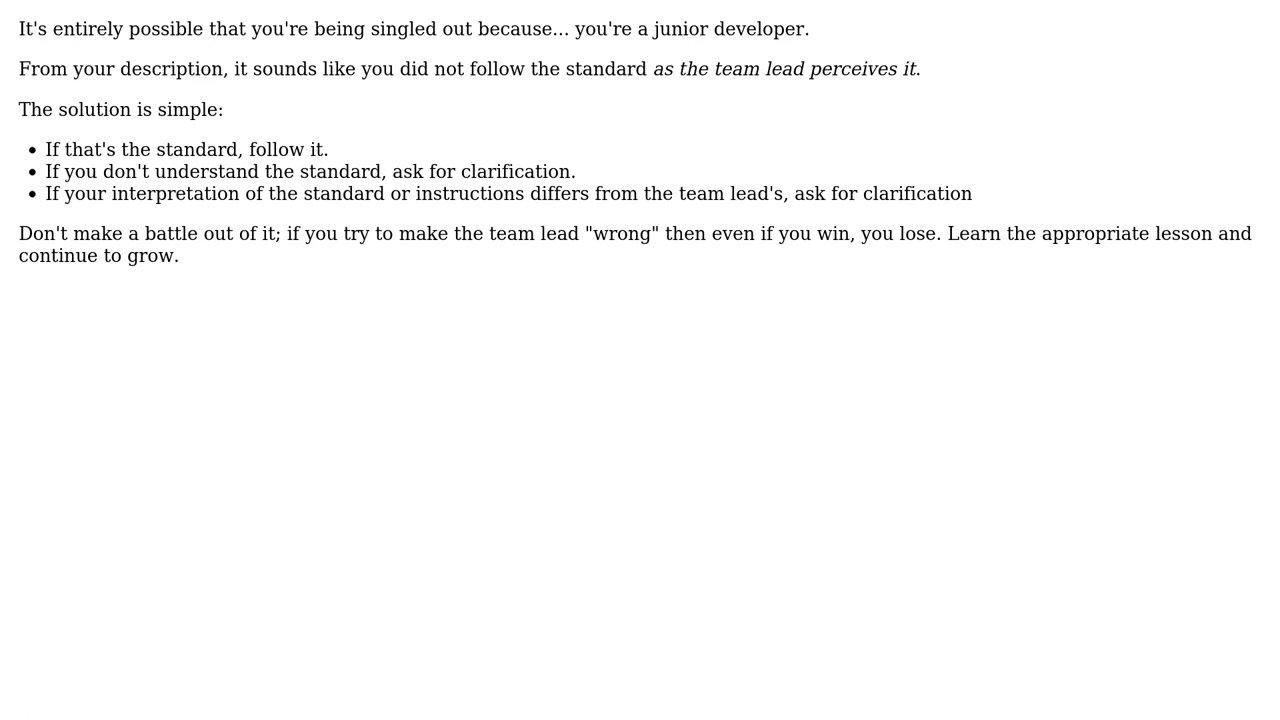 It's entirely possible that you're being singled out because... you're a junior developer.
From your description, it sounds like you did not follow the standard as the team lead perceives it.
The solution is simple:
• If that's the standard, follow it.
• If you don't understand the standard, ask for clarification.
• If your interpretation of the standard or instructions differs from the team lead's, ask for clarification
Don't make a battle out of it; if you try to make the team lead "wrong" then even if you win, you lose. Learn the appropriate lesson and
continue to grow.